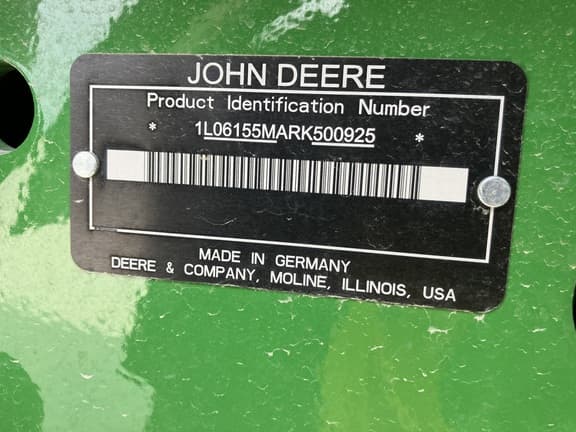 JOHN DEERE
Product Identification Number
* 1L06155MARK500925 *
MADE IN GERMANY
DEERE & COMPANY, MOLINE, ILLINOIS, USA